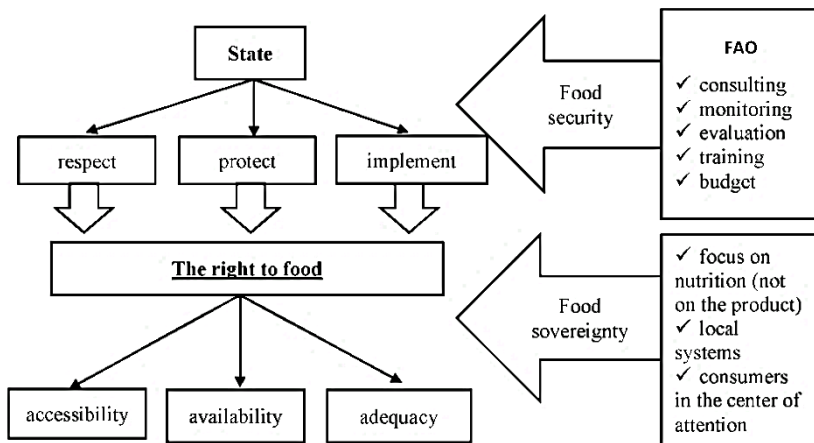 State
respect
protect
implement
The right to food
accessibility
availability
adequacy
Food
security
FAO
✓ consulting
✓ monitoring
✓ evaluation
✓ training
✓ budget
Food
sovereignty
✓ focus on
nutrition (not
on the product)
✓ local
systems
✓ consumers
in the center of
attention